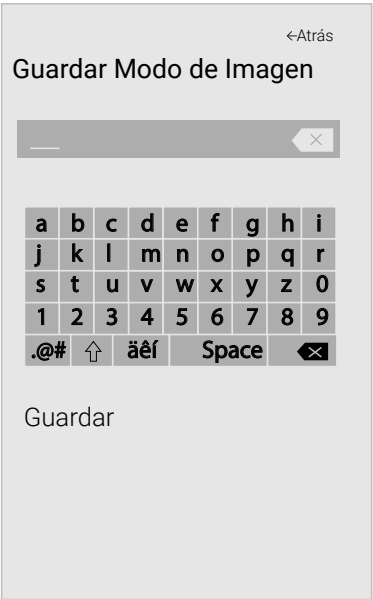 ←Atrás
Guardar Modo de Imagen
a b c d e f g h i
j k l m n o p q r
s t u v w x y z 0
1 2 3 4 5 6 7 8 9
.@# äêí Space
Guardar